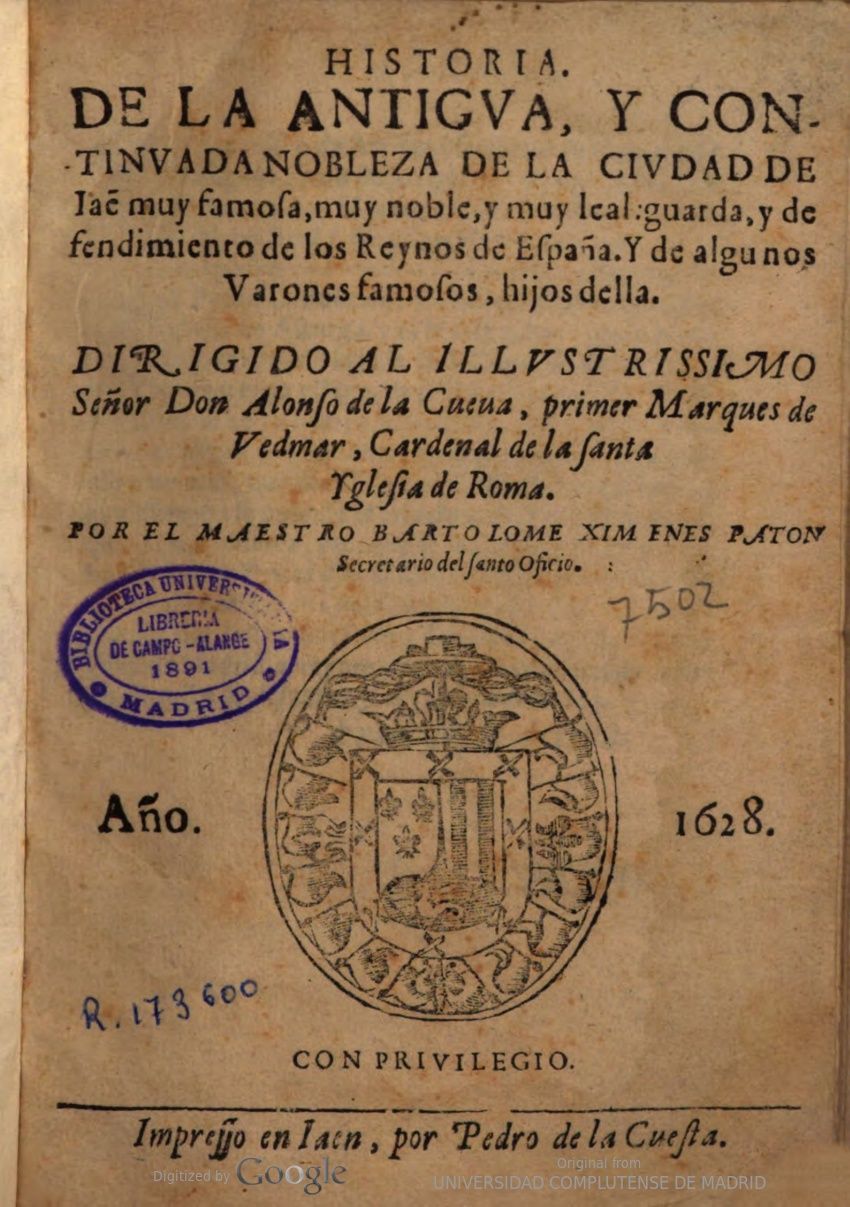 HISTORIA.
DE LA ANTIGVA, Y CON-
TINVADA NOBLEZA DE LA CIVDAD DE
Iaẽ muy famoſa, muy noble, y muy leal: guarda, y de
fendimiento de los Reynos de Eſpaña. Y de algunos
Varones famoſos, hijos della.
DIRIGIDO AL ILLVSTRISSIMO
Señor Don Alonſo de la Cueua, primer Marques de
Vedmar, Cardenal de la ſanta
Ygleſia de Roma.
POR EL MAESTRO BARTOLOME XIMENES PATON
Secretario del ſanto Oficio.
7502
BIBLIOTECA UNIVERSITARIA
LIBRERIA
DE CAMPO-ALANGE
1891
MADRID
Año. 1628.
R. 173600
CON PRIVILEGIO.
Impreſſo en Iaen, por Pedro de la Cueſta.
Digitized by Google
Original from
UNIVERSIDAD COMPLUTENSE DE MADRID